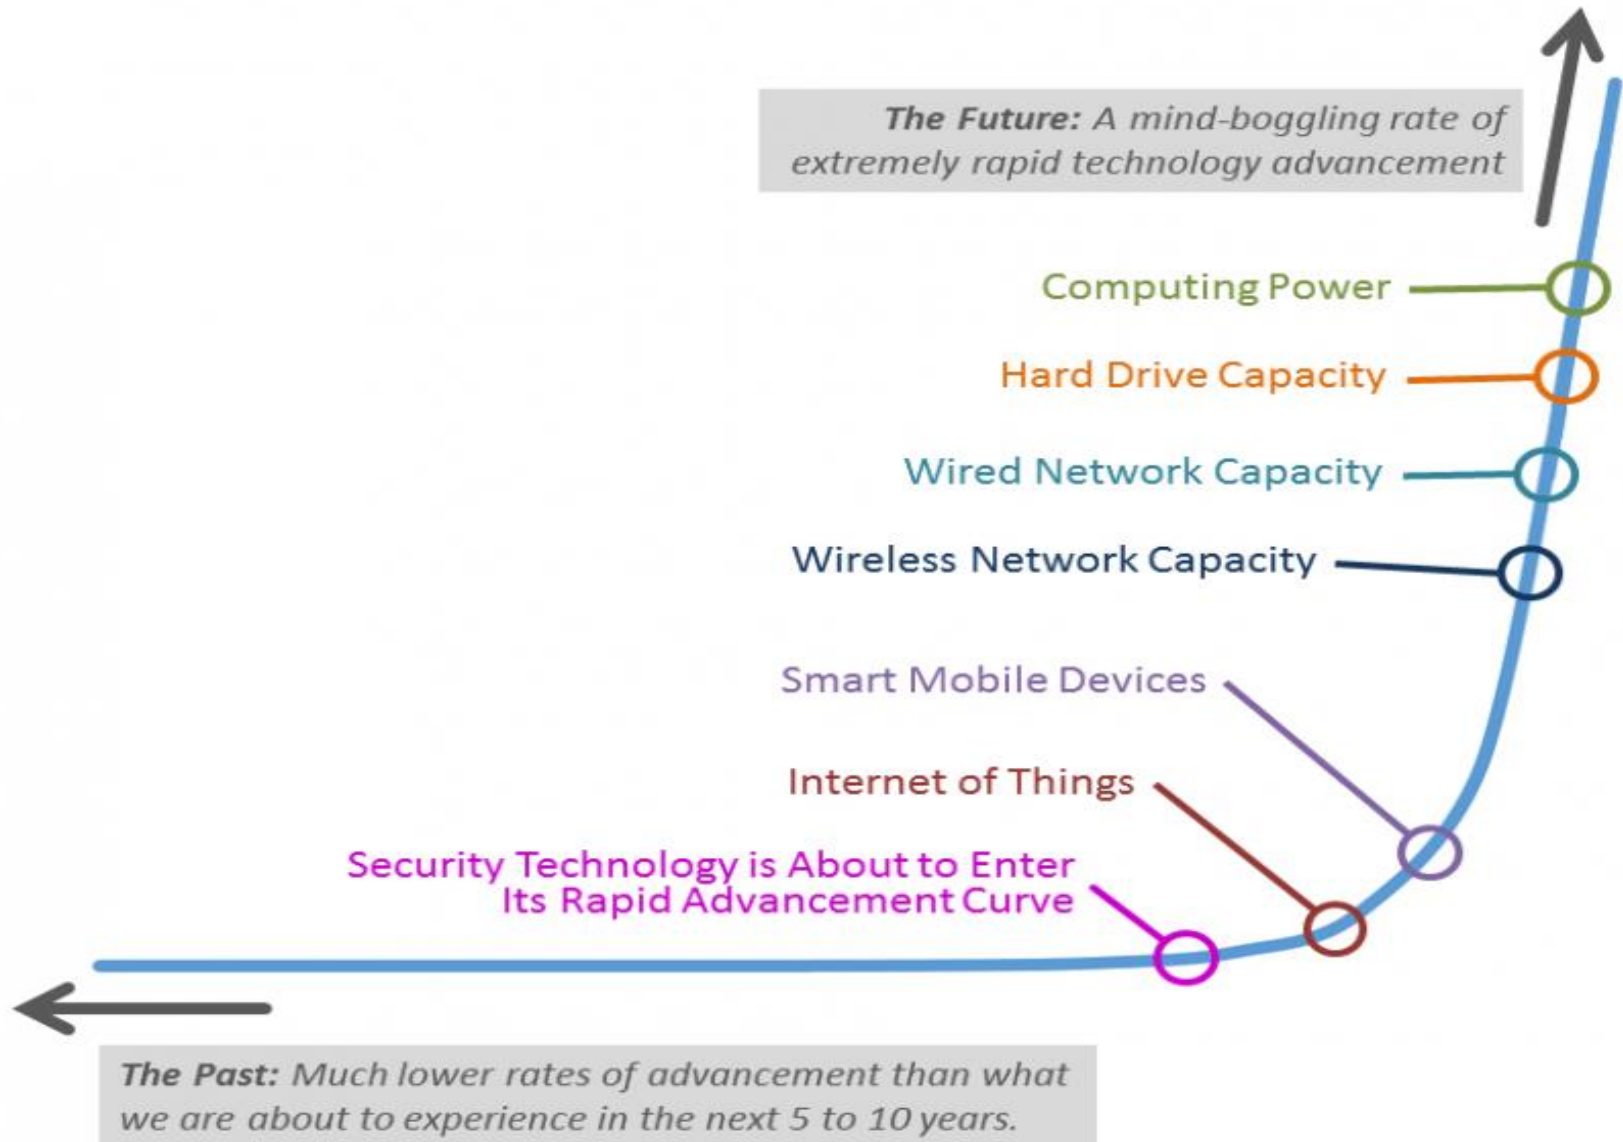 The Future: A mind-boggling rate of
extremely rapid technology advancement
Computing Power
Hard Drive Capacity
Wired Network Capacity
Wireless Network Capacity
Smart Mobile Devices
Internet of Things
Security Technology is About to Enter
Its Rapid Advancement Curve
The Past: Much lower rates of advancement than what
we are about to experience in the next 5 to 10 years.